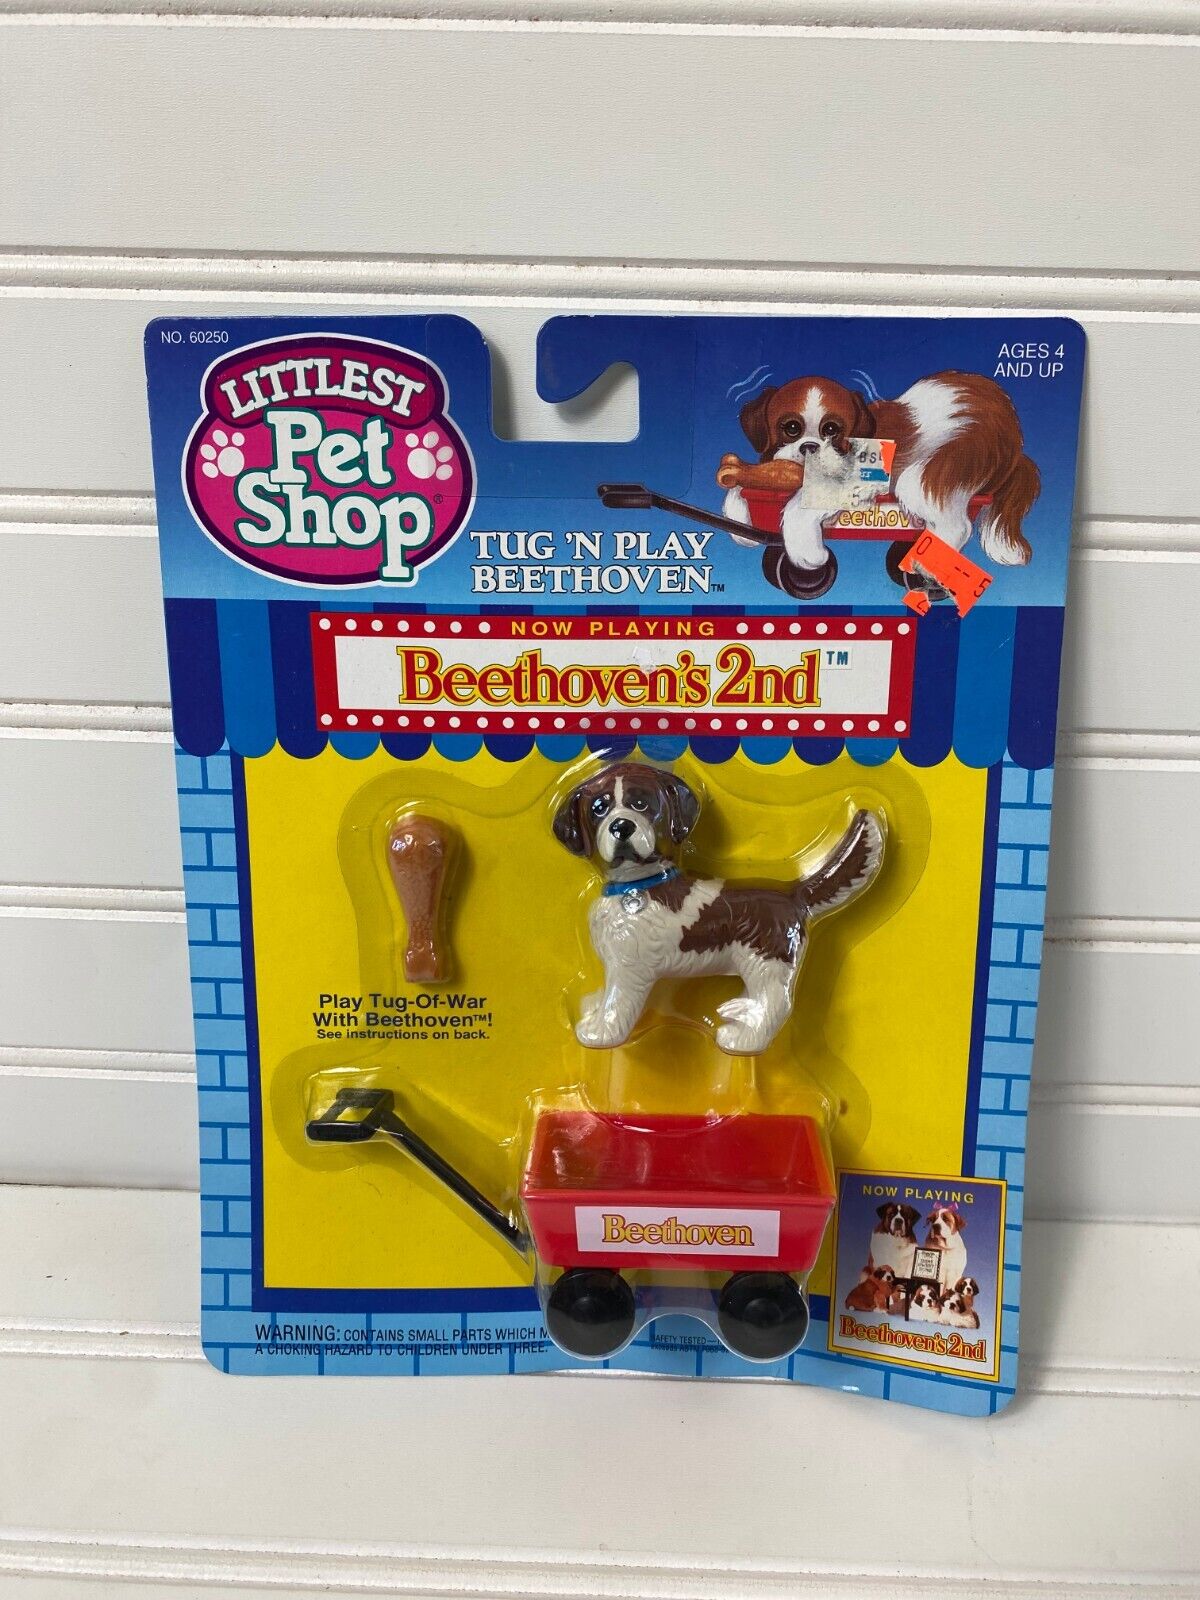 NO. 60250
LITTLEST
Pet
Shop®
AGES 4
AND UP
TUG 'N PLAY
BEETHOVEN™
NOW PLAYING
Beethoven's 2nd™
Play Tug-Of-War
With Beethoven™!
See instructions on back.
Beethoven
NOW PLAYING
Beethoven's 2nd
WARNING: CONTAINS SMALL PARTS WHICH
A CHOKING HAZARD TO CHILDREN UNDER THREE.
SAFETY TESTED